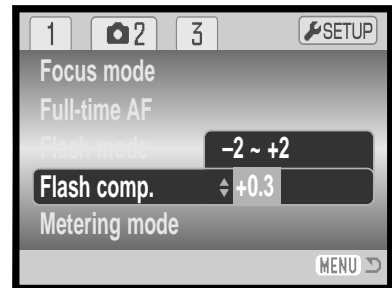 1 2 3 SETUP
Focus mode
Full-time AF
Flash mode
–2 ~ +2
Flash comp. +0.3
Metering mode
MENU